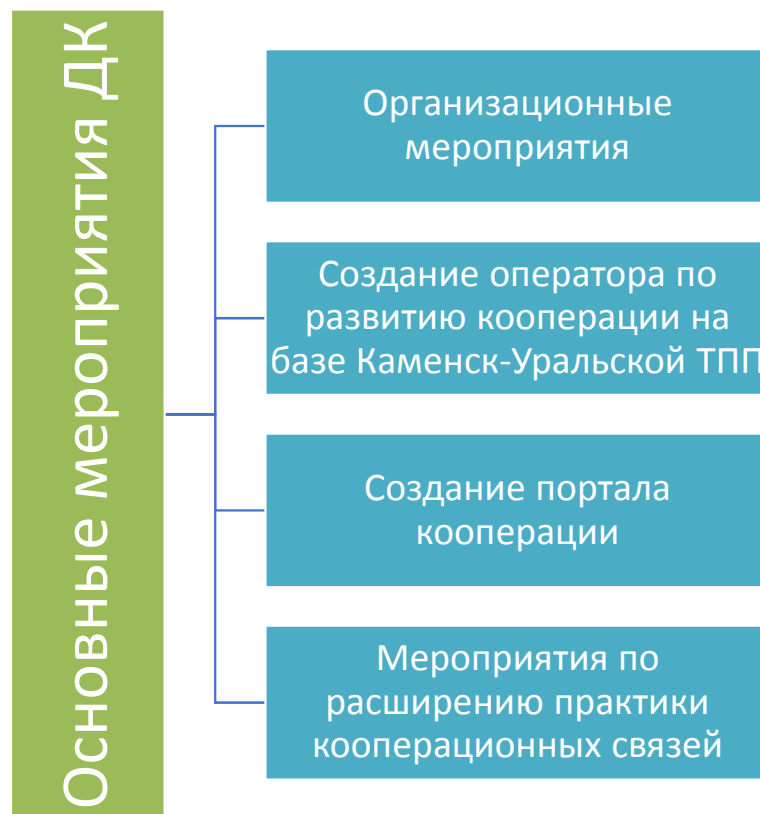 Основные мероприятия ДК
Организационные
мероприятия
Создание оператора по
развитию кооперации на
базе Каменск-Уральской ТПП
Создание портала
кооперации
Мероприятия по
расширению практики
кооперационных связей